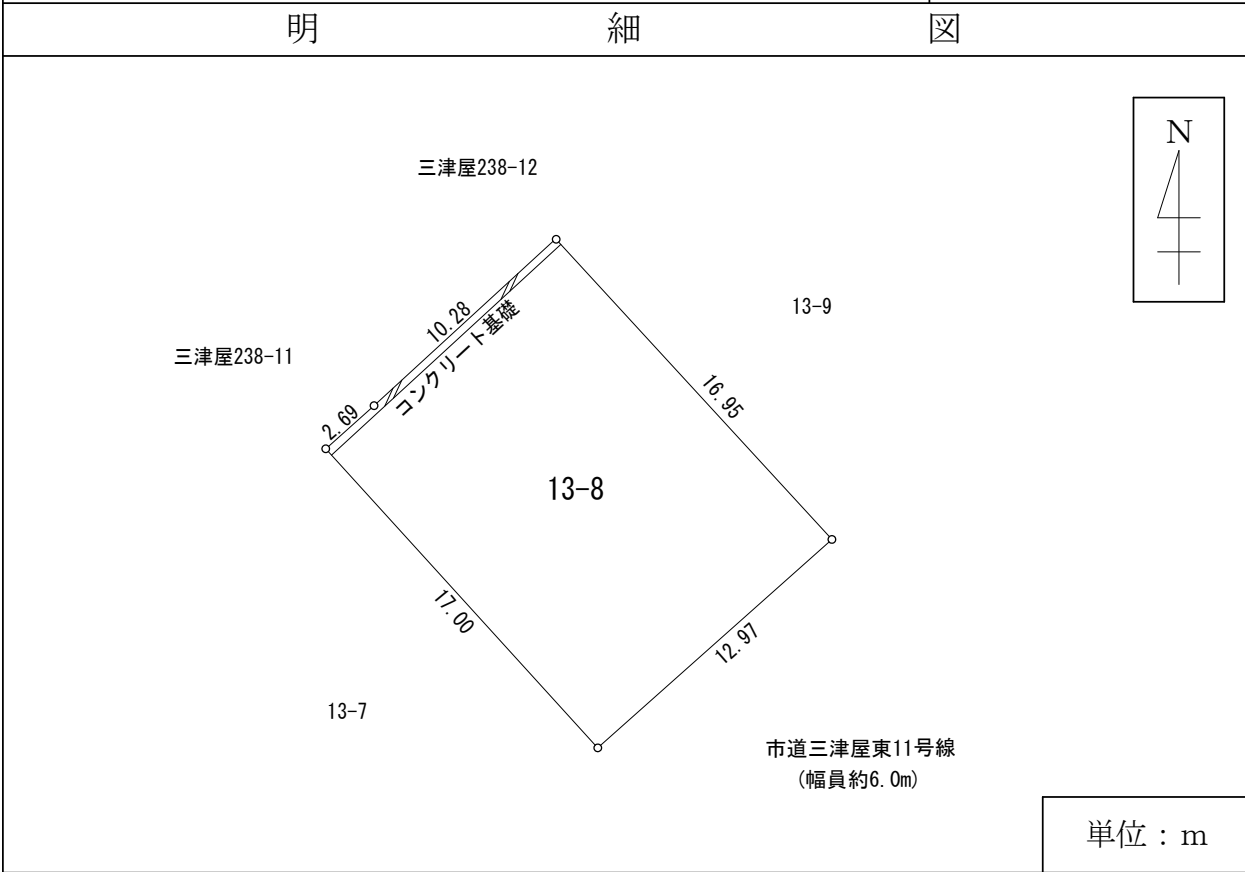 明細図
N
三津屋238-12
13-9
10.28
コンクリート基礎
三津屋238-11
16.95
2.69
13-8
17.00
12.97
13-7
市道三津屋東11号線
(幅員約6.0m)
単位：m